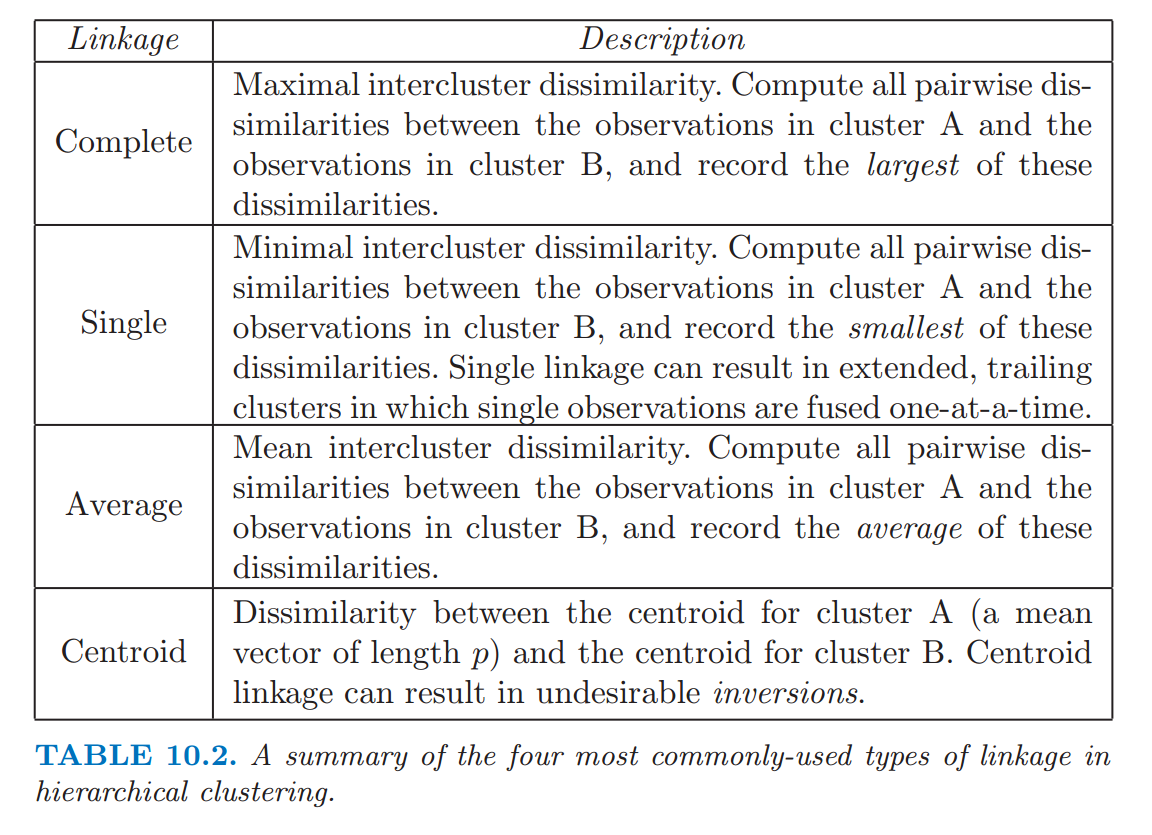 Linkage Description
Maximal intercluster dissimilarity. Compute all pairwise dis-
similarities between the observations in cluster A and the
Complete
observations in cluster B, and record the largest of these
dissimilarities.
Minimal intercluster dissimilarity. Compute all pairwise dis-
similarities between the observations in cluster A and the
Single
observations in cluster B, and record the smallest of these
dissimilarities. Single linkage can result in extended, trailing
clusters in which single observations are fused one-at-a-time.
Mean intercluster dissimilarity. Compute all pairwise dis-
similarities between the observations in cluster A and the
Average
observations in cluster B, and record the average of these
dissimilarities.
Dissimilarity between the centroid for cluster A (a mean
Centroid
vector of length p) and the centroid for cluster B. Centroid
linkage can result in undesirable inversions.
TABLE 10.2. A summary of the four most commonly-used types of linkage in
hierarchical clustering.